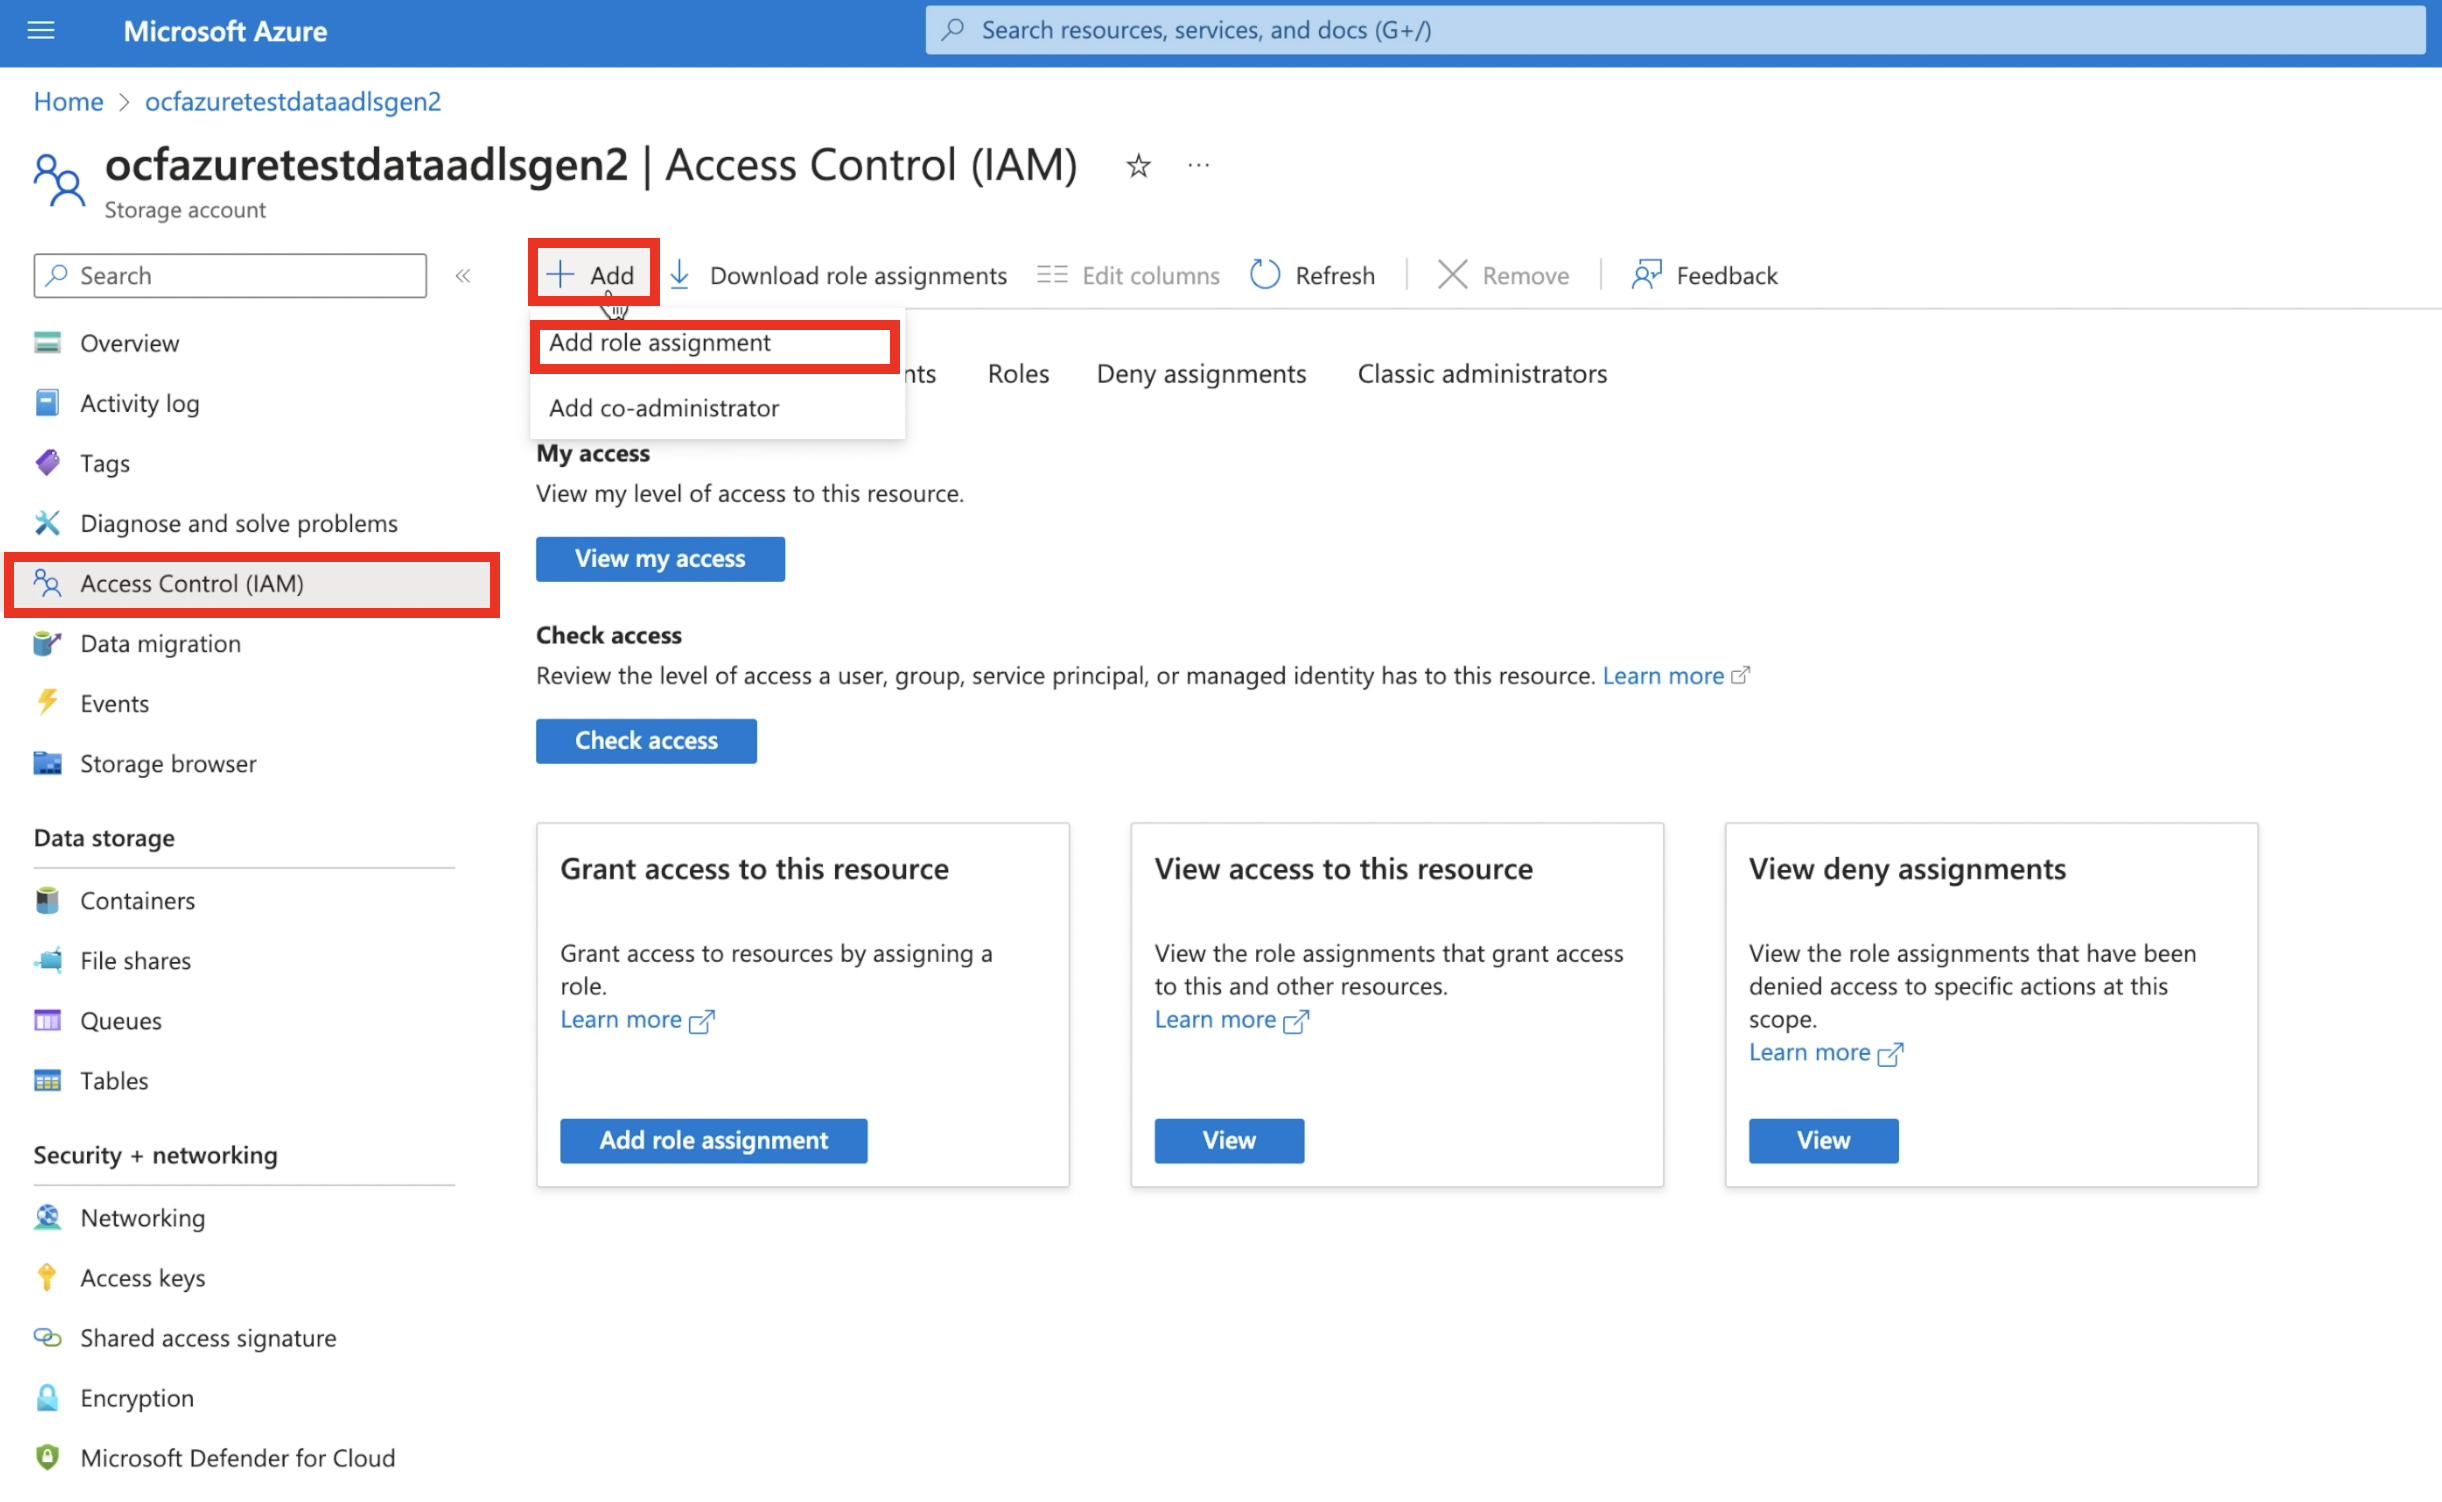 Microsoft Azure
Search resources, services, and docs (G+/)
Home > ocfazuretestdataadlsgen2
ocfazuretestdataadlsgen2 | Access Control (IAM)
Storage account
Search
Add
Download role assignments
Edit columns
Refresh
Remove
Feedback
Add role assignment
Add co-administrator
nts
Roles
Deny assignments
Classic administrators
Overview
Activity log
Tags
Diagnose and solve problems
Access Control (IAM)
Data migration
Events
Storage browser
Data storage
Containers
File shares
Queues
Tables
Security + networking
Networking
Access keys
Shared access signature
Encryption
Microsoft Defender for Cloud
My access
View my level of access to this resource.
View my access
Check access
Review the level of access a user, group, service principal, or managed identity has to this resource. Learn more
Check access
Grant access to this resource
Grant access to resources by assigning a
role.
Learn more
Add role assignment
View access to this resource
View the role assignments that grant access
to this and other resources.
Learn more
View
View deny assignments
View the role assignments that have been
denied access to specific actions at this
scope.
Learn more
View